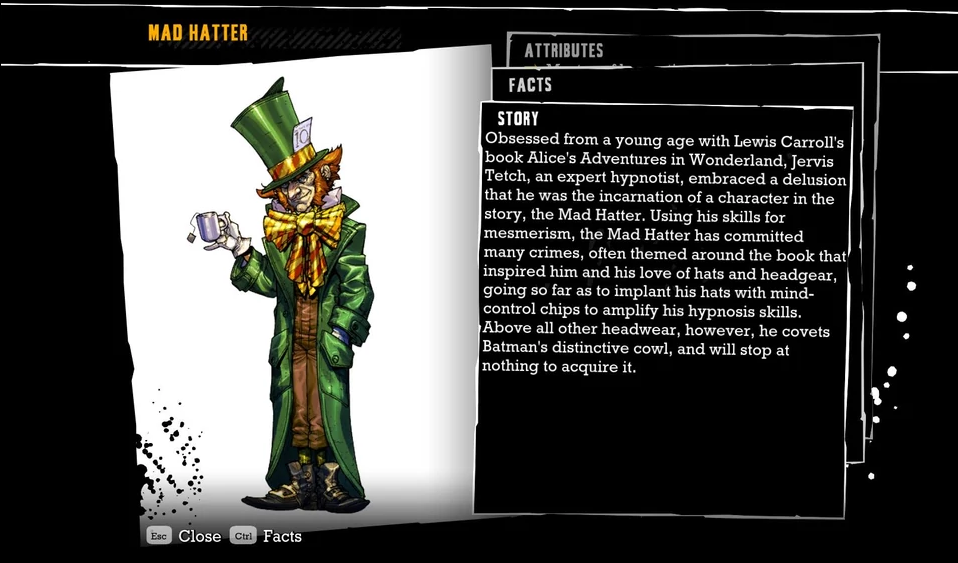 MAD HATTER
ATTRIBUTES
FACTS
STORY
Obsessed from a young age with Lewis Carroll's
book Alice's Adventures in Wonderland, Jervis
Tetch, an expert hypnotist, embraced a delusion
that he was the incarnation of a character in the
story, the Mad Hatter. Using his skills for
mesmerism, the Mad Hatter has committed
many crimes, often themed around the book that
inspired him and his love of hats and headgear,
going so far as to implant his hats with mind-
control chips to amplify his hypnosis skills.
Above all other headwear, however, he covets
Batman's distinctive cowl, and will stop at
nothing to acquire it.
10
Esc Close Ctrl Facts